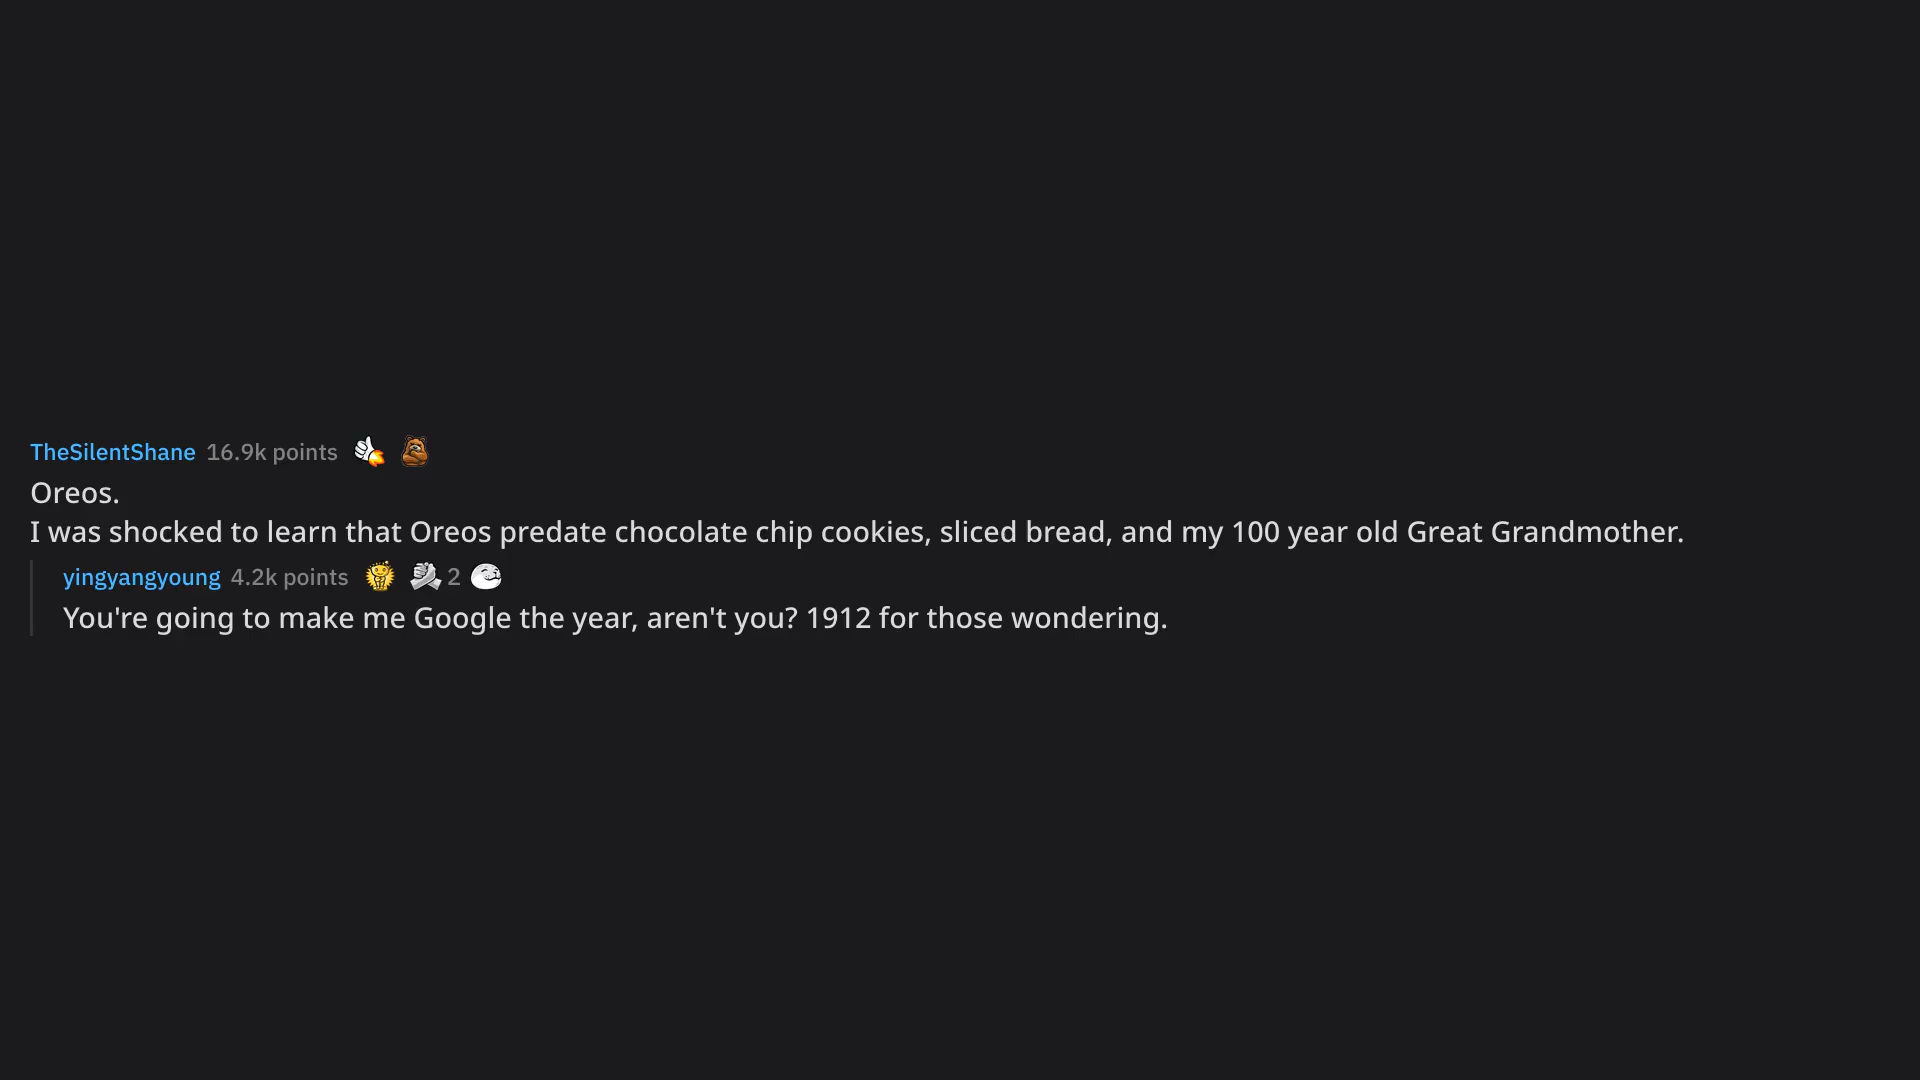 TheSilentShane 16.9k points
Oreos.
I was shocked to learn that Oreos predate chocolate chip cookies, sliced bread, and my 100 year old Great Grandmother.
yingyangyoung 4.2k points 2
You're going to make me Google the year, aren't you? 1912 for those wondering.